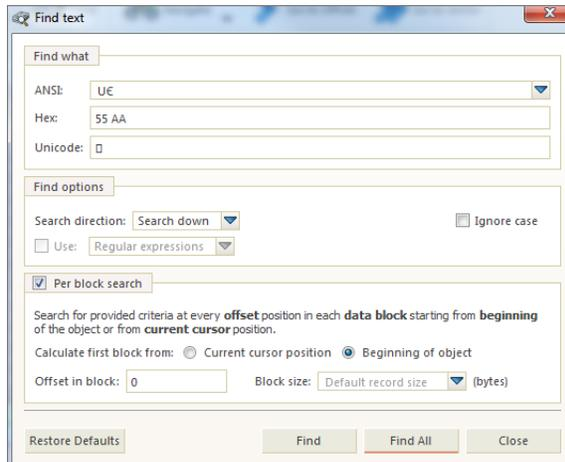 Find text
Find what
ANSI: UЄ
Hex: 55 AA
Unicode:
Find options
Search direction: Search down
Ignore case
Use: Regular expressions
Per block search
Search for provided criteria at every offset position in each data block starting from beginning
of the object or from current cursor position.
Calculate first block from: Current cursor position Beginning of object
Offset in block: 0 Block size: Default record size (bytes)
Restore Defaults Find Find All Close